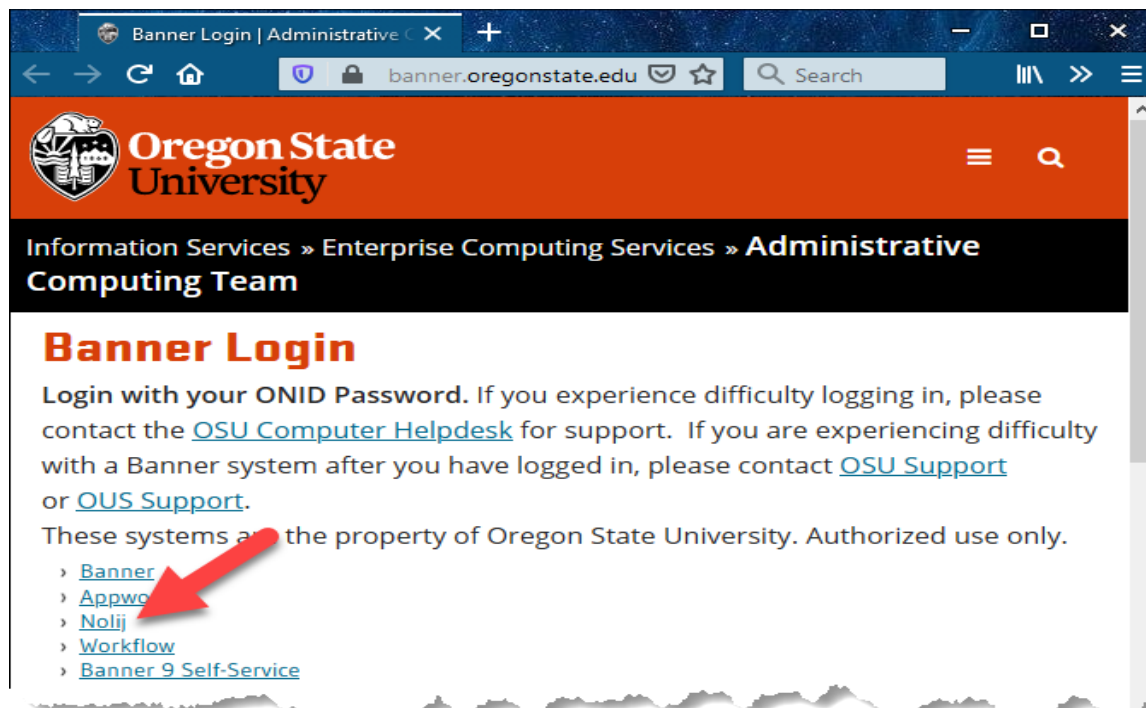 Banner Login | Administrative C
banner.oregonstate.edu
Search
Oregon State
University
Information Services » Enterprise Computing Services » Administrative
Computing Team
Banner Login
Login with your ONID Password. If you experience difficulty logging in, please
contact the OSU Computer Helpdesk for support. If you are experiencing difficulty
with a Banner system after you have logged in, please contact OSU Support
or OUS Support.
These systems are the property of Oregon State University. Authorized use only.
› Banner
› Appwo
› Nolij
› Workflow
› Banner 9 Self-Service